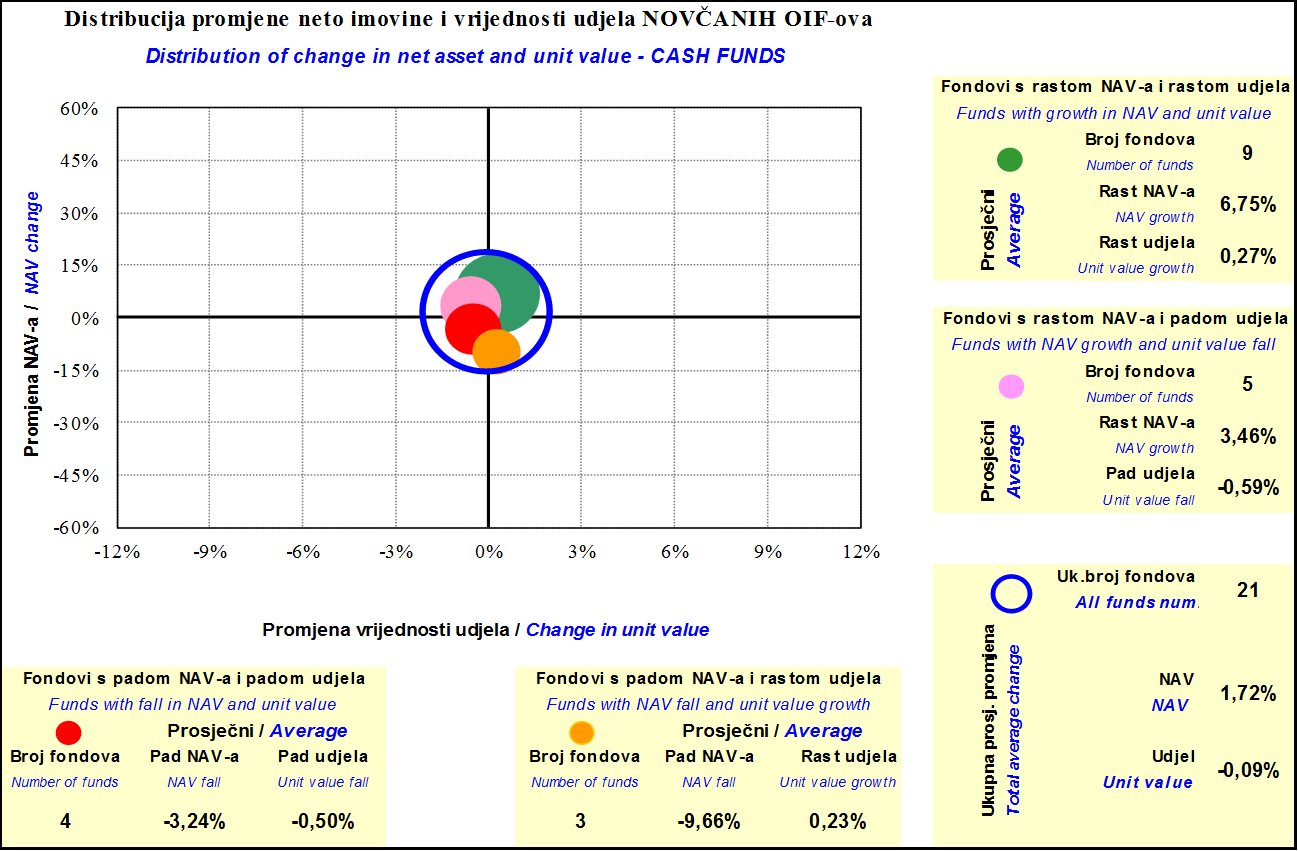 Distribucija promjene neto imovine i vrijednosti udjela NOVČANIH OIF-ova
Distribution of change in net asset and unit value - CASH FUNDS
60%
45%
30%
15%
0%
-15%
-30%
-45%
-60%
-12%
-9%
-6%
-3%
0%
3%
6%
9%
12%
Promjena NAV-a / NAV change
Promjena vrijednosti udjela / Change in unit value
Fondovi s rastom NAV-a i rastom udjela
Funds with growth in NAV and unit value
Broj fondova
Number of funds
9
Prosječni
Average
Rast NAV-a
NAV growth
6,75%
Rast udjela
Unit value growth
0,27%
Fondovi s rastom NAV-a i padom udjela
Funds with NAV growth and unit value fall
Broj fondova
Number of funds
5
Prosječni
Average
Rast NAV-a
NAV growth
3,46%
Pad udjela
Unit value fall
-0,59%
Uk.broj fondova
All funds num.
21
Ukupna prosj. promjena
Total average change
NAV
NAV
1,72%
Udjel
Unit value
-0,09%
Fondovi s padom NAV-a i padom udjela
Funds with fall in NAV and unit value
Prosječni / Average
Broj fondova
Pad NAV-a
Pad udjela
Number of funds
NAV fall
Unit value fall
4
-3,24%
-0,50%
Fondovi s padom NAV-a i rastom udjela
Funds with NAV fall and unit value growth
Prosječni / Average
Broj fondova
Pad NAV-a
Rast udjela
Number of funds
NAV fall
Unit value growth
3
-9,66%
0,23%